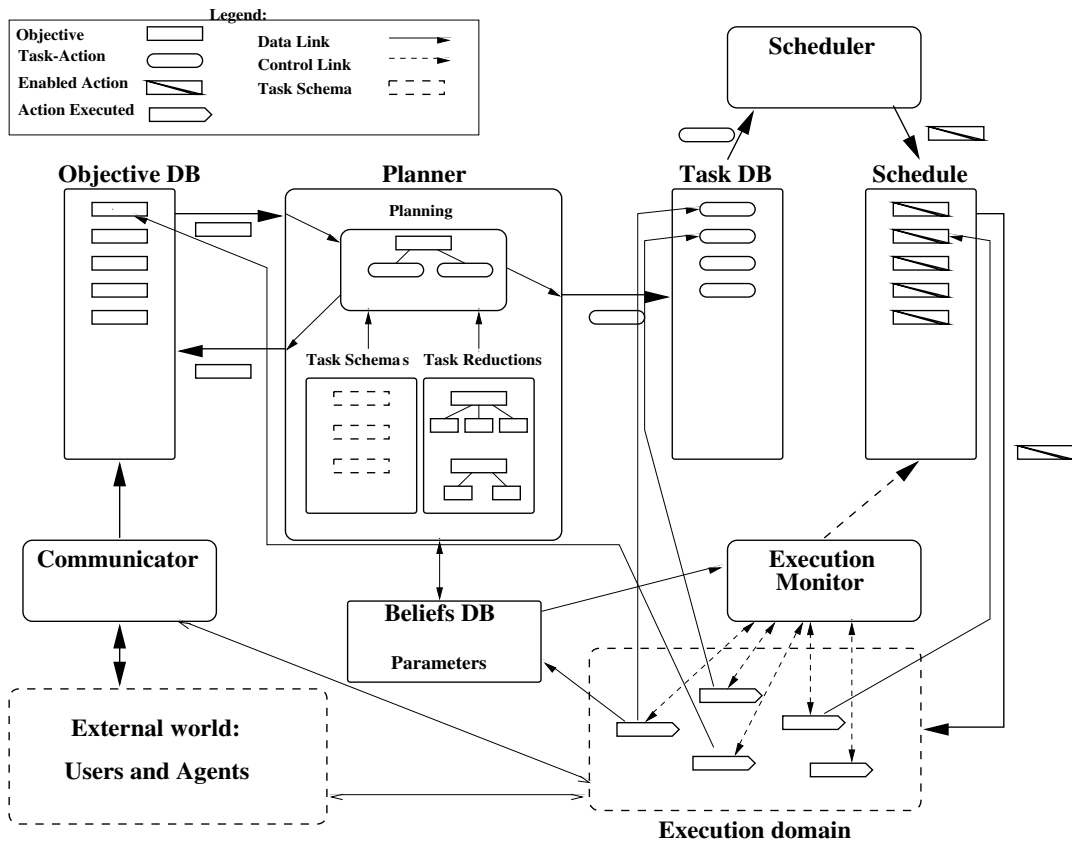 Legend:
Objective
Task-Action
Enabled Action
Action Executed
Data Link
Control Link
Task Schema
Scheduler
Objective DB
Planner
Task DB
Schedule
Planning
Task Schemas
Task Reductions
Communicator
Execution
Monitor
Beliefs DB
Parameters
External world:
Users and Agents
Execution domain